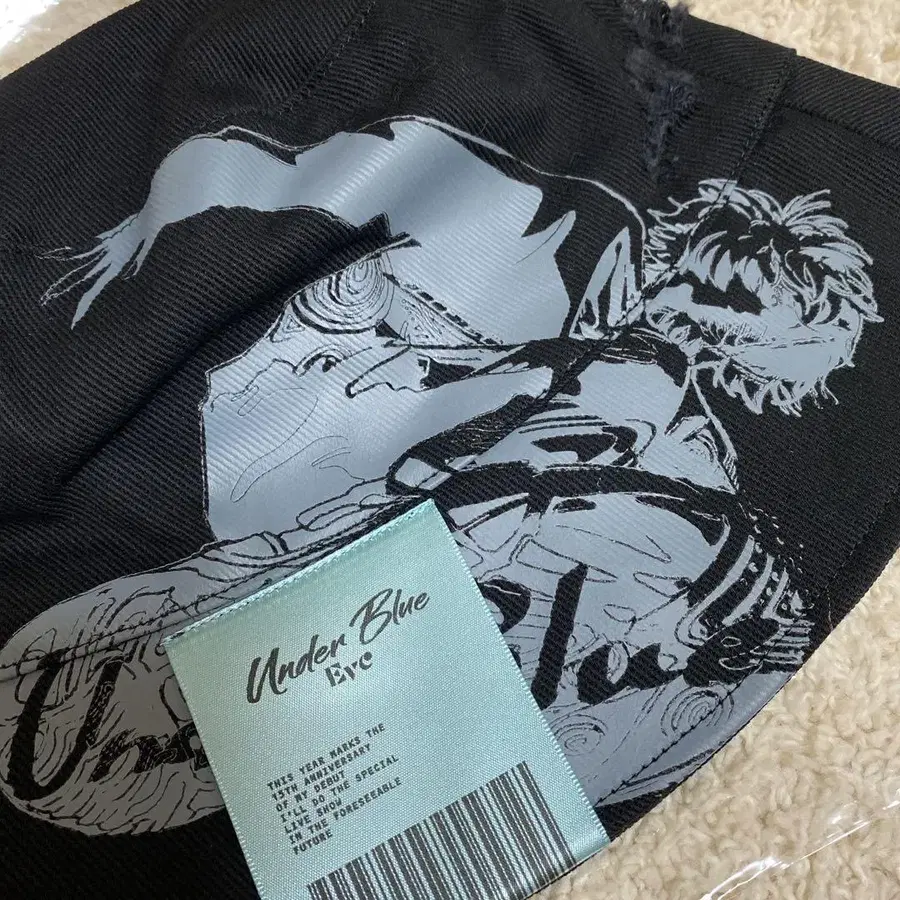 Under Blue
Eve
THIS YEAR MARKS THE
15TH ANNIVERSARY
OF MY DEBUT
I'LL DO THE SPECIAL
LIVE SHOW
IN THE FORESEEABLE
FUTURE